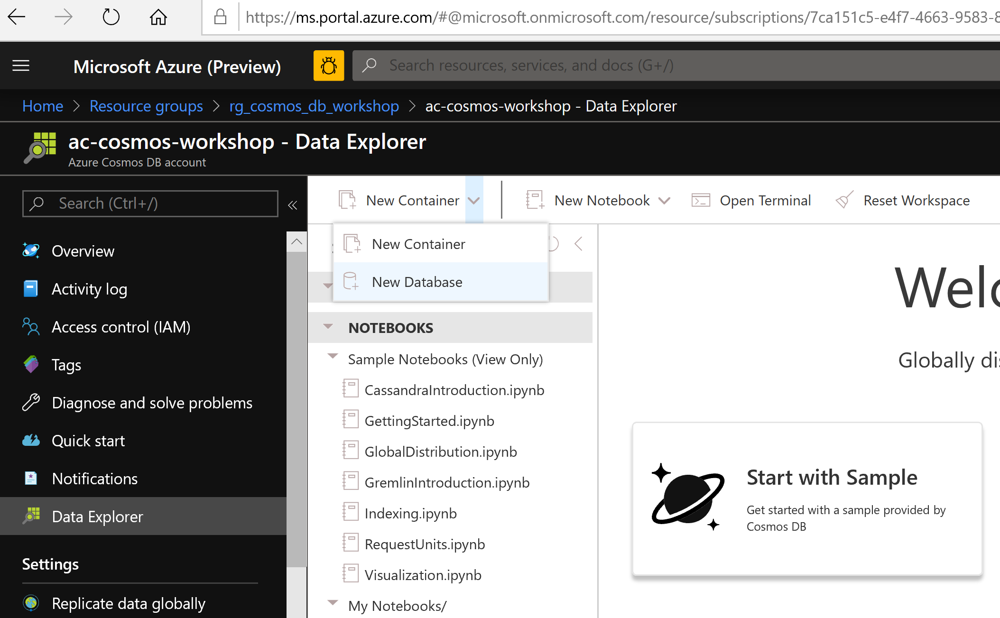 https://ms.portal.azure.com/#@microsoft.onmicrosoft.com/resource/subscriptions/7ca151c5-e4f7-4663-9583-8
Microsoft Azure (Preview)
Search resources, services, and docs (G+/)
Home > Resource groups > rg_cosmos_db_workshop > ac-cosmos-workshop - Data Explorer
ac-cosmos-workshop - Data Explorer
Azure Cosmos DB account
Search (Ctrl+/)
«
Overview
Activity log
Access control (IAM)
Tags
Diagnose and solve problems
Quick start
Notifications
Data Explorer
Settings
Replicate data globally
New Container
New Notebook
Open Terminal
Reset Workspace
New Container
New Database
NOTEBOOKS
Sample Notebooks (View Only)
CassandraIntroduction.ipynb
GettingStarted.ipynb
GlobalDistribution.ipynb
GremlinIntroduction.ipynb
Indexing.ipynb
RequestUnits.ipynb
Visualization.ipynb
My Notebooks/
Welc
Globally dis
Start with Sample
Get started with a sample provided by
Cosmos DB